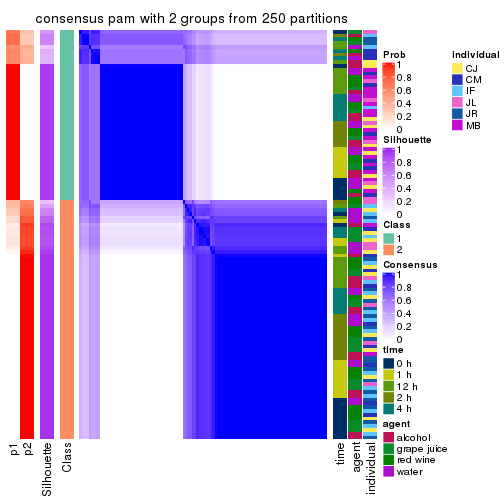 consensus pam with 2 groups from 250 partitions
Prob
1
0.8
0.6
0.4
0.2
0
Silhouette
1
0.8
0.6
0.4
0.2
0
Class
1
2
Consensus
1
0.8
0.6
0.4
0.2
0
time
0 h
1 h
12 h
2 h
4 h
agent
alcohol
grape juice
red wine
water
individual
CJ
CM
IF
JL
JR
MB
p1
p2
Silhouette
Class
time
agent
individual